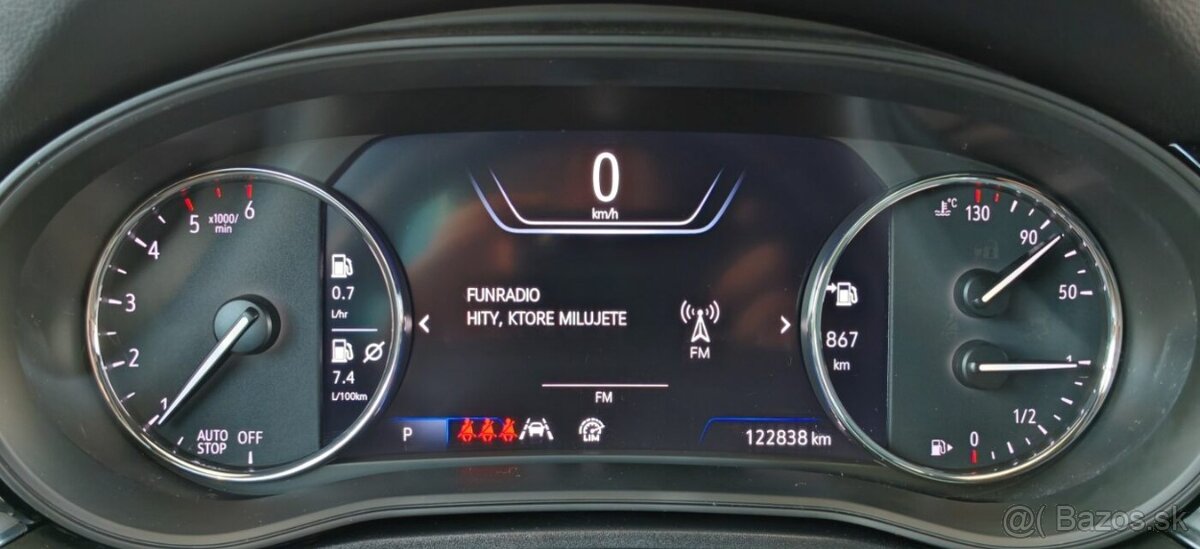 6
5
x1000/
min
4
3
2
1
AUTO
STOP
OFF
0.7
l/hr
7.4
L/100km
0
km/h
FUNRADIO
HITY, KTORE MILUJETE
FM
FM
P
LIM
122838 km
867
km
°C
130
90
50
1
1/2
0
@( Bazos.sk